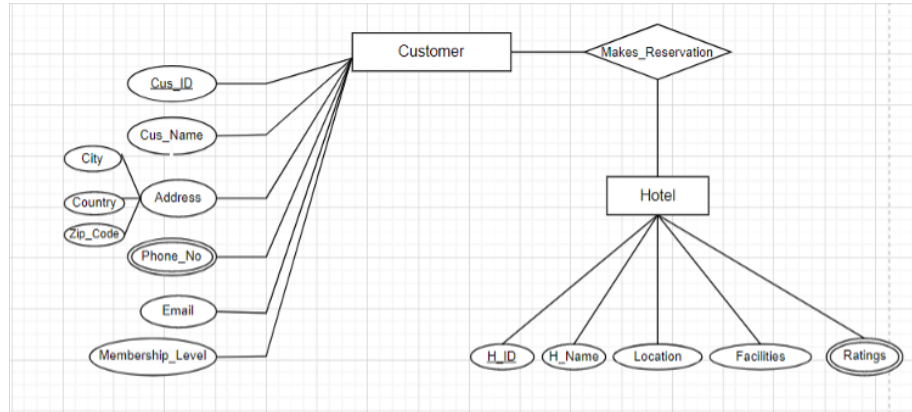 Customer
Makes_Reservation
Cus_ID
Cus_Name
City
Address
Country
Zip_Code
Phone_No
Email
Membership_Level
Hotel
H_ID
H_Name
Location
Facilities
Ratings